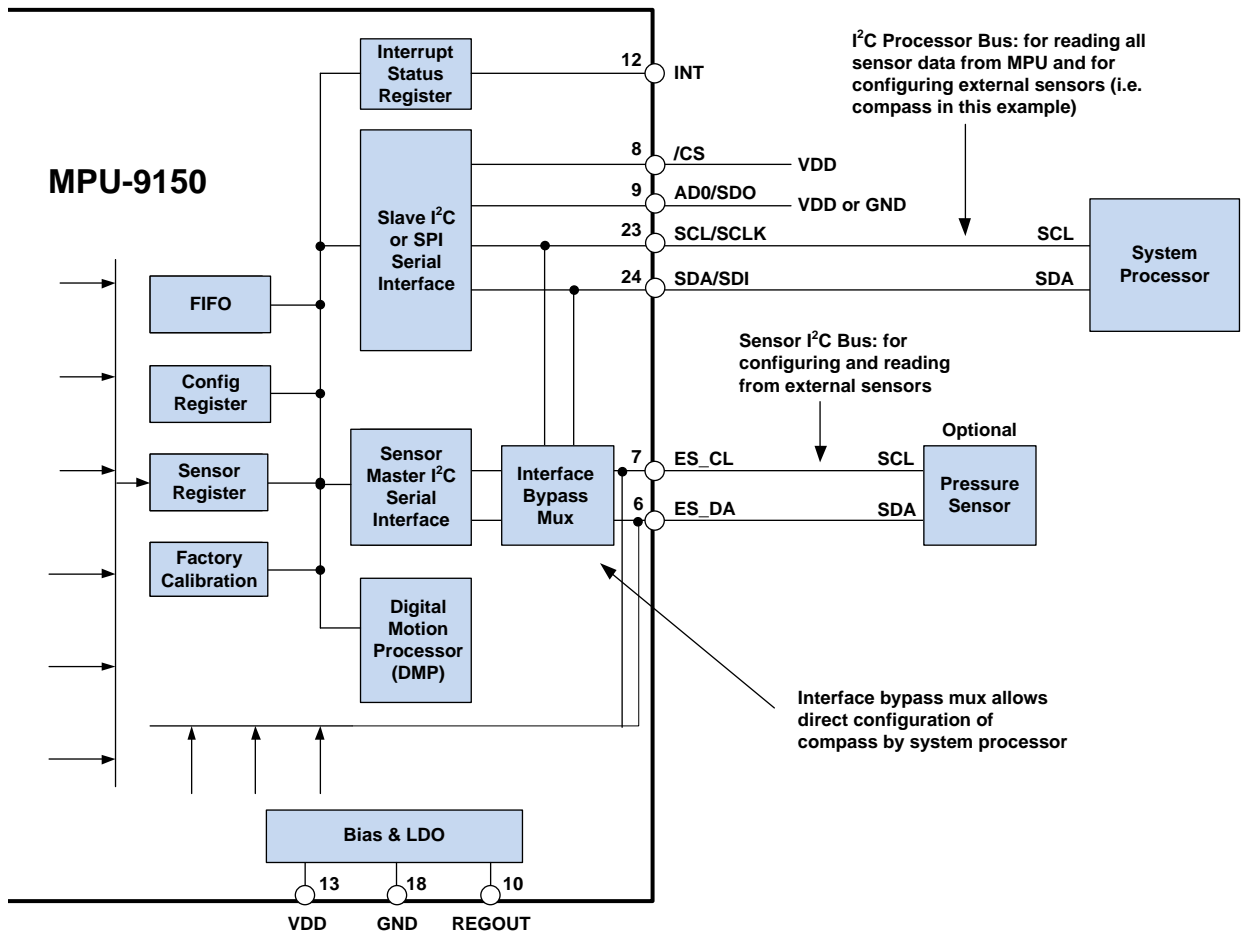 I²C Processor Bus: for reading all
sensor data from MPU and for
configuring external sensors (i.e.
compass in this example)
Interrupt
Status
Register
12
INT
MPU-9150
8
/CS
VDD
9
AD0/SDO
VDD or GND
Slave I²C
or SPI
Serial
Interface
23
SCL/SCLK
SCL
24
SDA/SDI
SDA
System
Processor
FIFO
Config
Register
Sensor
Register
Factory
Calibration
Sensor I²C Bus: for
configuring and reading
from external sensors
Sensor
Master I²C
Serial
Interface
Interface
Bypass
Mux
7
ES_CL
SCL
6
ES_DA
SDA
Optional
Pressure
Sensor
Digital
Motion
Processor
(DMP)
Interface bypass mux allows
direct configuration of
compass by system processor
Bias & LDO
13
18
10
VDD
GND
REGOUT